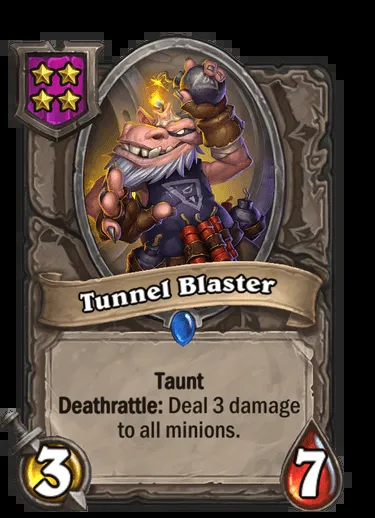 Tunnel Blaster
Taunt
Deathrattle: Deal 3 damage
to all minions.
3
7